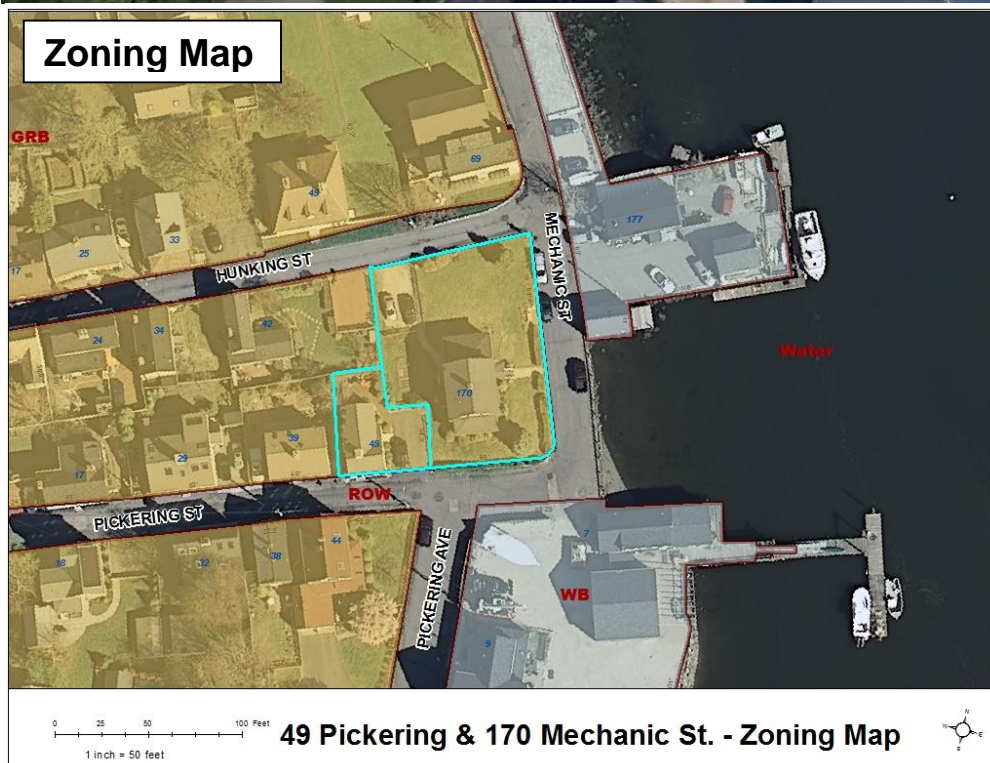 Zoning Map
GRB
69
49
177
33
25
17
HUNKING ST
MECHANIC ST
42
34
24
Water
170
49
39
29
17
ROW
PICKERING ST
PICKERING AVE
44
38
32
18
7
WB
9
0 25 50 100 Feet
1 inch = 50 feet
49 Pickering & 170 Mechanic St. - Zoning Map
N
E
S